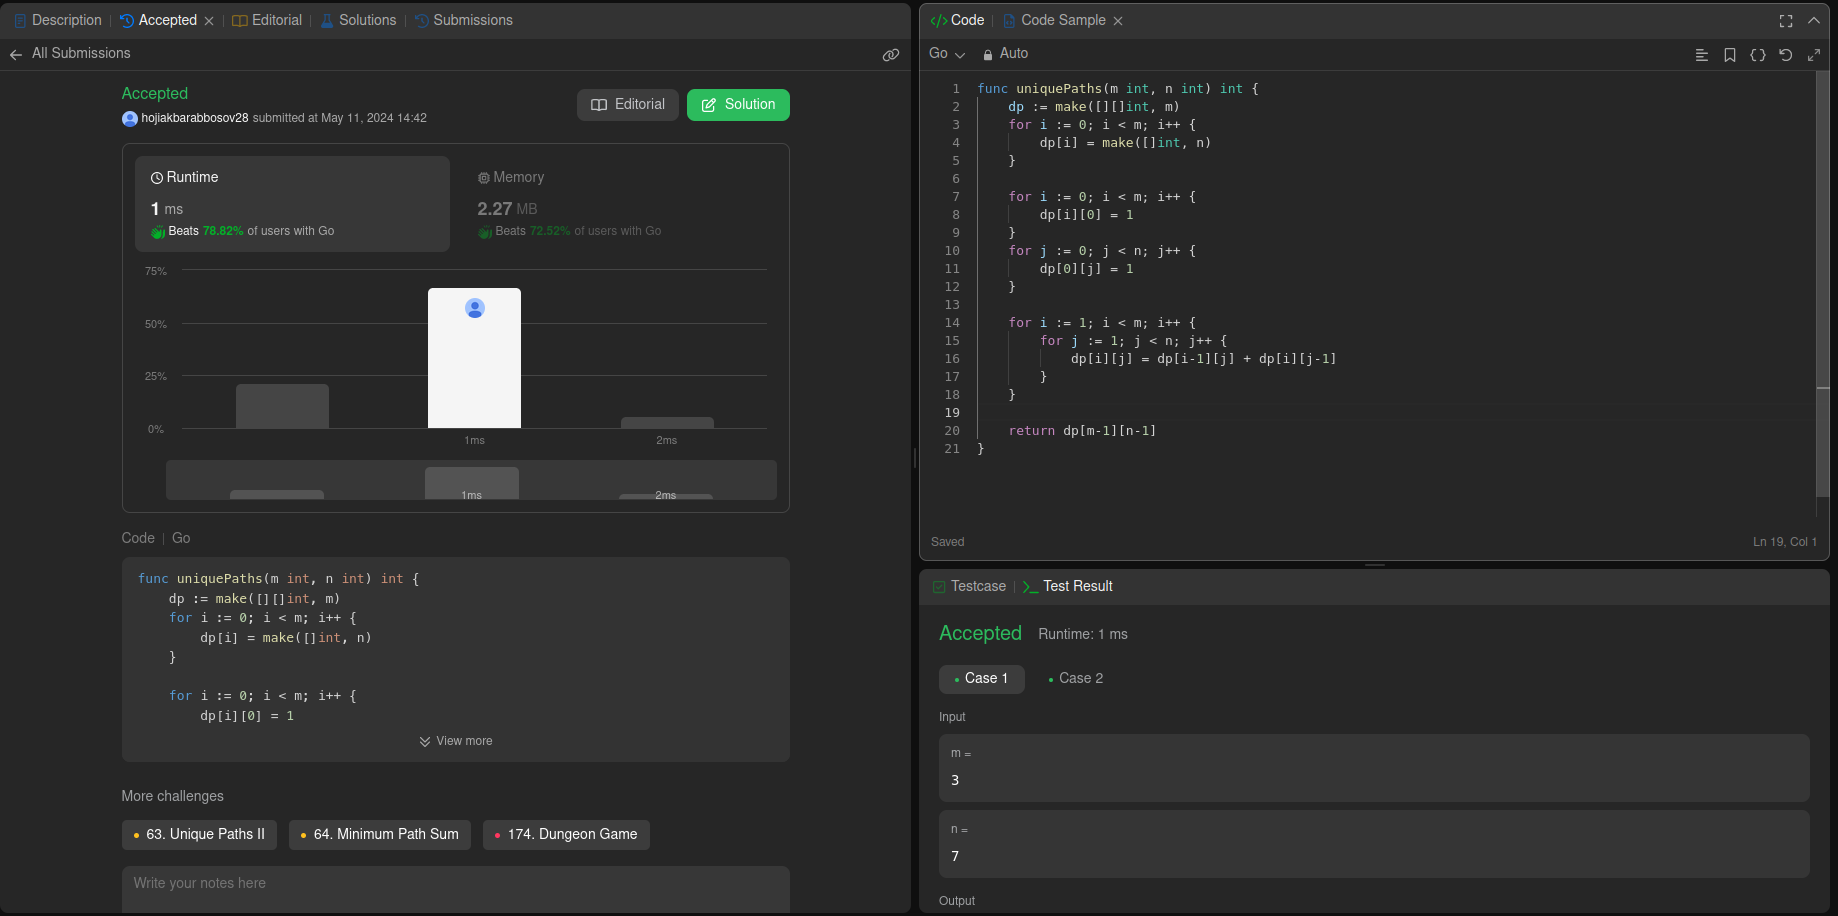 Description | Accepted | Editorial | Solutions | Submissions
All Submissions
Accepted
hojiakbarabbosov28 submitted at May 11, 2024 14:42
Editorial
Solution
Runtime
1 ms
Beats 78.82% of users with Go
Memory
2.27 MB
Beats 72.52% of users with Go
75%
50%
25%
0%
1ms 2ms
1ms 2ms
Code | Go
func uniquePaths(m int, n int) int {
    dp := make([][]int, m)
    for i := 0; i < m; i++ {
        dp[i] = make([]int, n)
    }

    for i := 0; i < m; i++ {
        dp[i][0] = 1
View more
More challenges
63. Unique Paths II
64. Minimum Path Sum
174. Dungeon Game
Write your notes here
</> Code | Code Sample
Go Auto
1 func uniquePaths(m int, n int) int {
2     dp := make([][]int, m)
3     for i := 0; i < m; i++ {
4         dp[i] = make([]int, n)
5     }
6
7     for i := 0; i < m; i++ {
8         dp[i][0] = 1
9     }
10     for j := 0; j < n; j++ {
11         dp[0][j] = 1
12     }
13
14     for i := 1; i < m; i++ {
15         for j := 1; j < n; j++ {
16             dp[i][j] = dp[i-1][j] + dp[i][j-1]
17         }
18     }
19
20     return dp[m-1][n-1]
21 }
Saved
Ln 19, Col 1
Testcase | >_ Test Result
Accepted Runtime: 1 ms
Case 1 Case 2
Input
m =
3
n =
7
Output